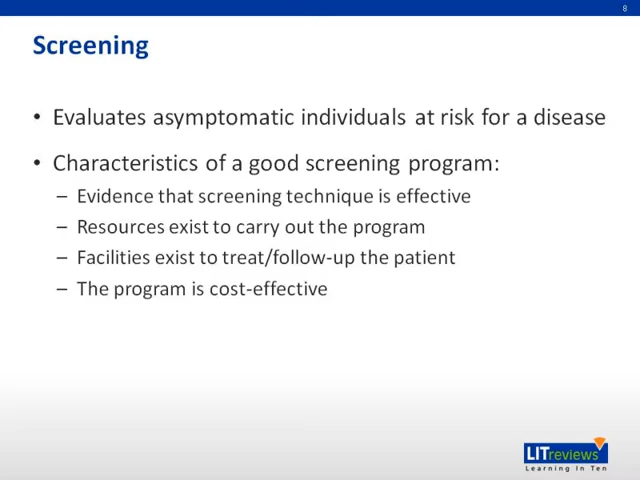 8
Screening
• Evaluates asymptomatic individuals at risk for a disease
• Characteristics of a good screening program:
– Evidence that screening technique is effective
– Resources exist to carry out the program
– Facilities exist to treat/follow-up the patient
– The program is cost-effective
LITreviews
Learning In Ten